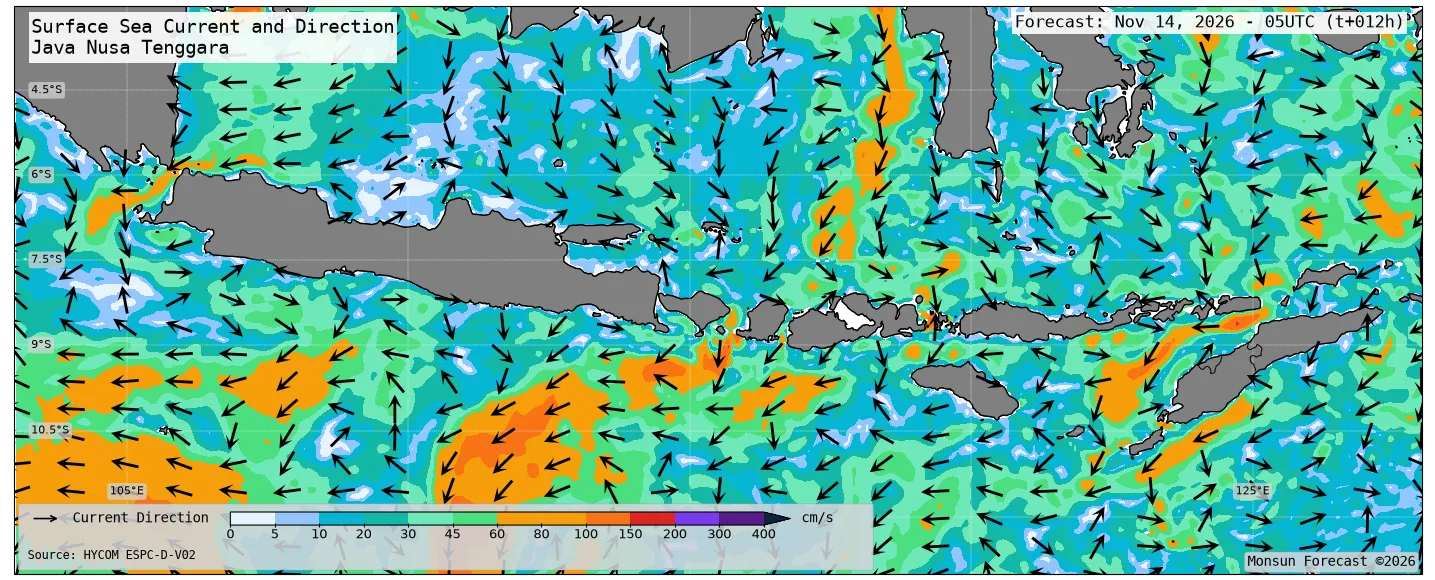 Surface Sea Current and Direction
Java Nusa Tenggara
Forecast: Nov 14, 2026 - 05UTC (t+012h)
4.5°S
6°S
7.5°S
9°S
10.5°S
105°E
125°E
Current Direction
0 5 10 20 30 45 60 80 100 150 200 300 400
cm/s
Source: HYCOM ESPC-D-V02
Monsun Forecast ©2026